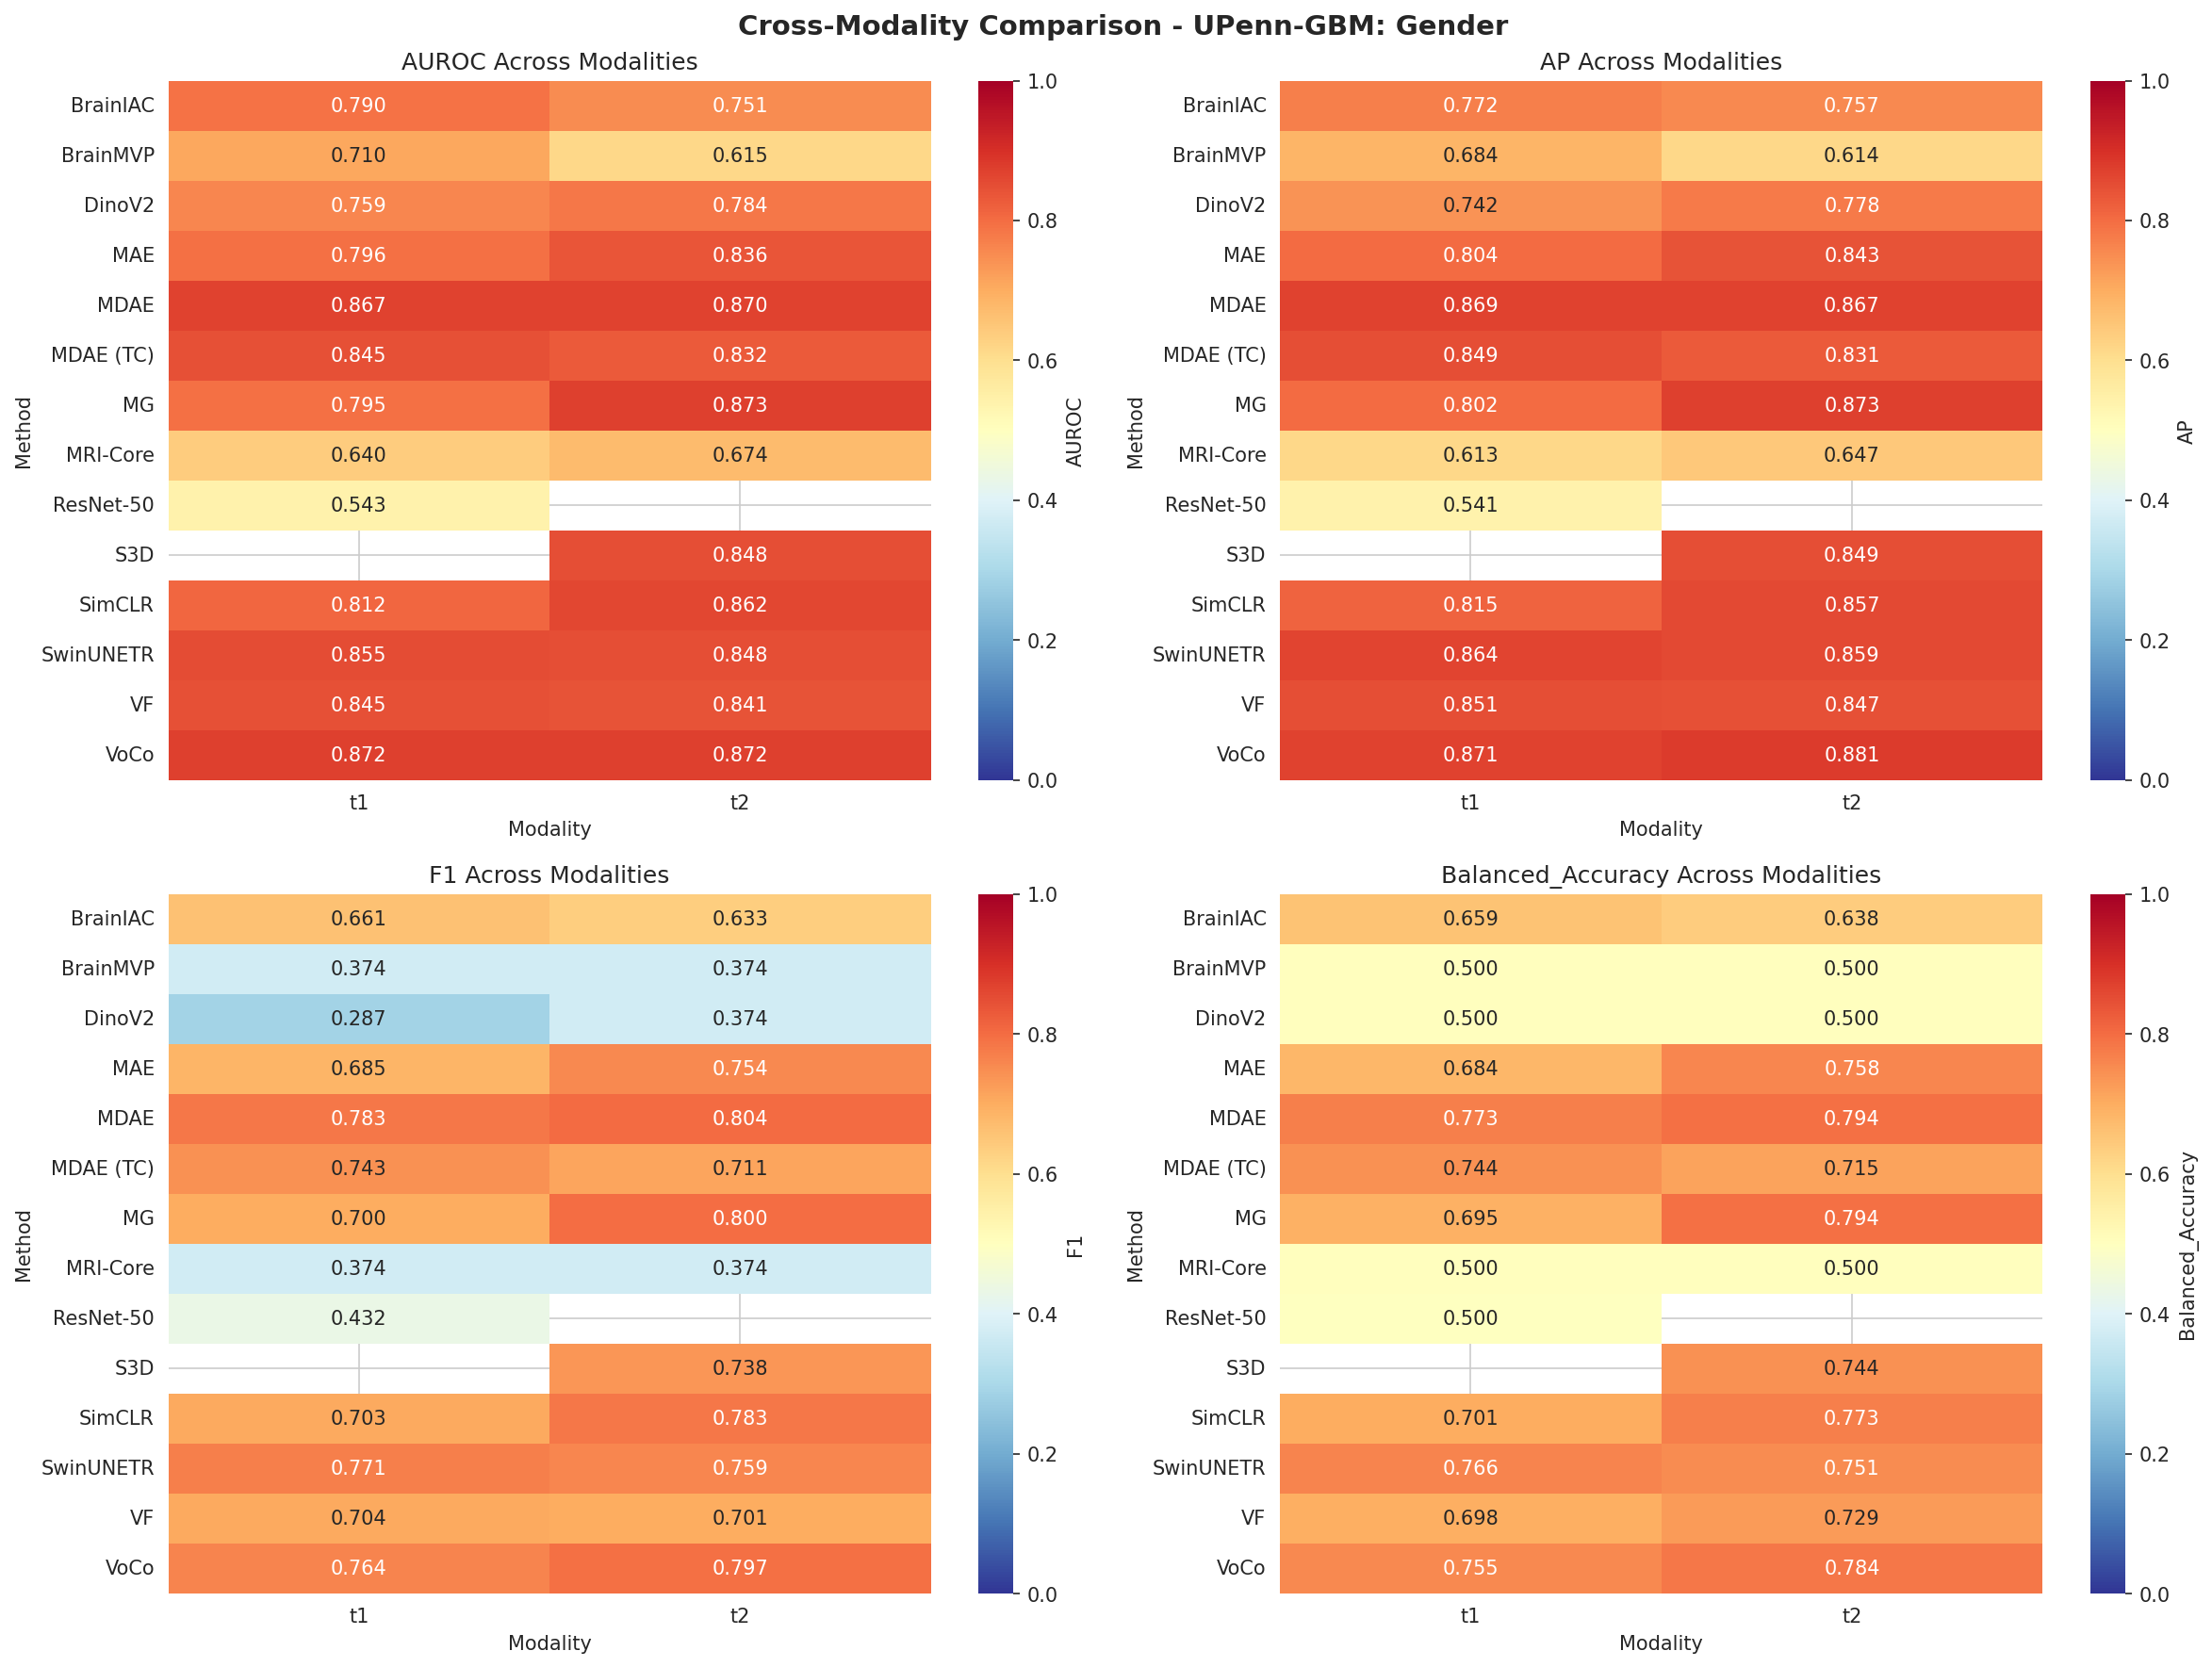 Cross-Modality Comparison - UPenn-GBM: Gender
AUROC Across Modalities
Method
BrainIAC 0.790 0.751
BrainMVP 0.710 0.615
DinoV2 0.759 0.784
MAE 0.796 0.836
MDAE 0.867 0.870
MDAE (TC) 0.845 0.832
MG 0.795 0.873
MRI-Core 0.640 0.674
ResNet-50 0.543
S3D 0.848
SimCLR 0.812 0.862
SwinUNETR 0.855 0.848
VF 0.845 0.841
VoCo 0.872 0.872
t1 t2
Modality
1.0
0.8
0.6
0.4
0.2
0.0
AUROC
AP Across Modalities
Method
BrainIAC 0.772 0.757
BrainMVP 0.684 0.614
DinoV2 0.742 0.778
MAE 0.804 0.843
MDAE 0.869 0.867
MDAE (TC) 0.849 0.831
MG 0.802 0.873
MRI-Core 0.613 0.647
ResNet-50 0.541
S3D 0.849
SimCLR 0.815 0.857
SwinUNETR 0.864 0.859
VF 0.851 0.847
VoCo 0.871 0.881
t1 t2
Modality
1.0
0.8
0.6
0.4
0.2
0.0
AP
F1 Across Modalities
Method
BrainIAC 0.661 0.633
BrainMVP 0.374 0.374
DinoV2 0.287 0.374
MAE 0.685 0.754
MDAE 0.783 0.804
MDAE (TC) 0.743 0.711
MG 0.700 0.800
MRI-Core 0.374 0.374
ResNet-50 0.432
S3D 0.738
SimCLR 0.703 0.783
SwinUNETR 0.771 0.759
VF 0.704 0.701
VoCo 0.764 0.797
t1 t2
Modality
1.0
0.8
0.6
0.4
0.2
0.0
F1
Balanced_Accuracy Across Modalities
Method
BrainIAC 0.659 0.638
BrainMVP 0.500 0.500
DinoV2 0.500 0.500
MAE 0.684 0.758
MDAE 0.773 0.794
MDAE (TC) 0.744 0.715
MG 0.695 0.794
MRI-Core 0.500 0.500
ResNet-50 0.500
S3D 0.744
SimCLR 0.701 0.773
SwinUNETR 0.766 0.751
VF 0.698 0.729
VoCo 0.755 0.784
t1 t2
Modality
1.0
0.8
0.6
0.4
0.2
0.0
Balanced_Accuracy